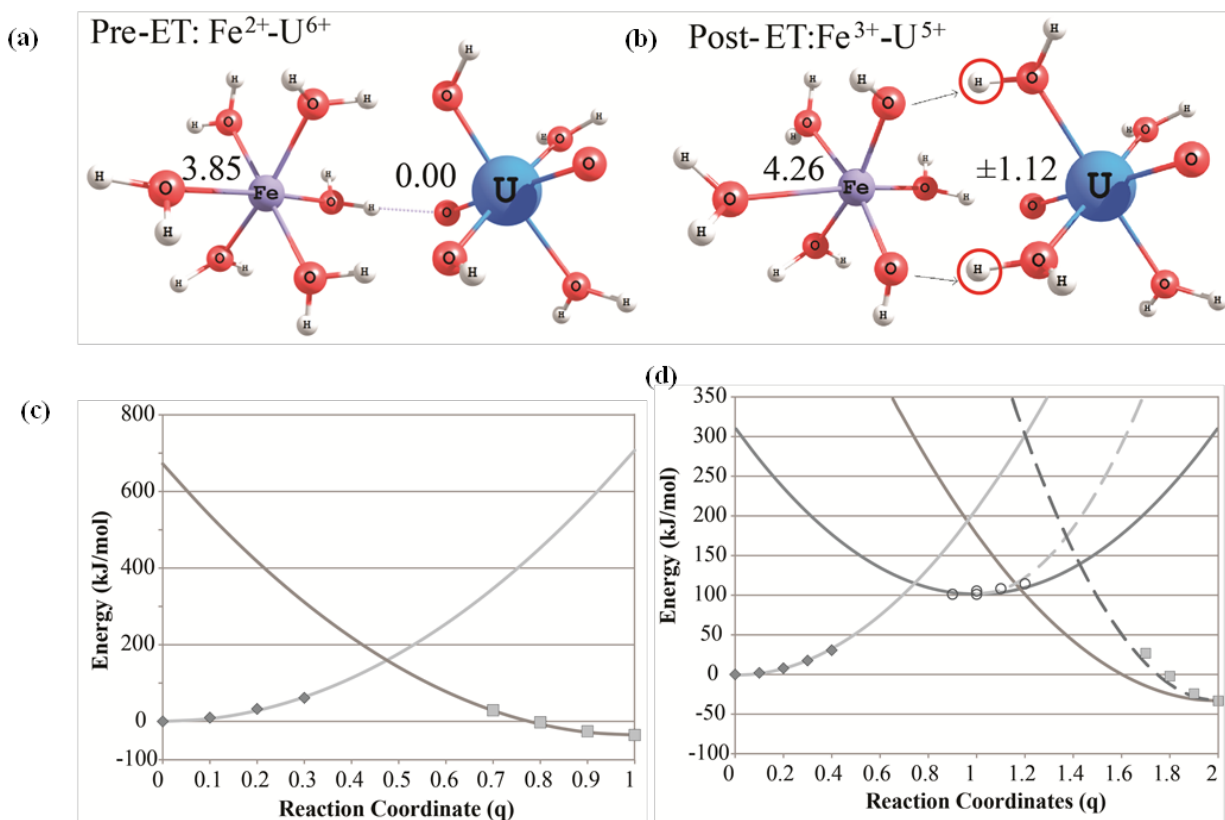 (a)
Pre-ET: Fe²⁺-U⁶⁺
H H H H H H H H H H H H
O O O O O O
Fe
3.85
0.00
H H H H H
O O O O O O
U
(b)
Post- ET:Fe³⁺-U⁵⁺
H H H H H H H H H H
O O O O O O
Fe
4.26
±1.12
H H H H H H H H
O O O O O O
U
(c)
800
600
400
200
0
-100
Energy (kJ/mol)
0 0.1 0.2 0.3 0.4 0.5 0.6 0.7 0.8 0.9 1
Reaction Coordinate (q)
(d)
350
300
250
200
150
100
50
0
-50
-100
Energy (kJ/mol)
0 0.2 0.4 0.6 0.8 1 1.2 1.4 1.6 1.8 2
Reaction Coordinates (q)